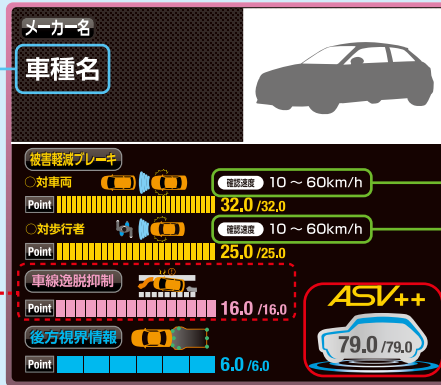 メーカー名
車種名
被害軽減ブレーキ
○対車両
確認速度 10～60km/h
Point 32.0 /32.0
○対歩行者
確認速度 10～60km/h
Point 25.0 /25.0
車線逸脱抑制
Point 16.0 /16.0
後方視界情報
Point 6.0 /6.0
ASV++
79.0 /79.0